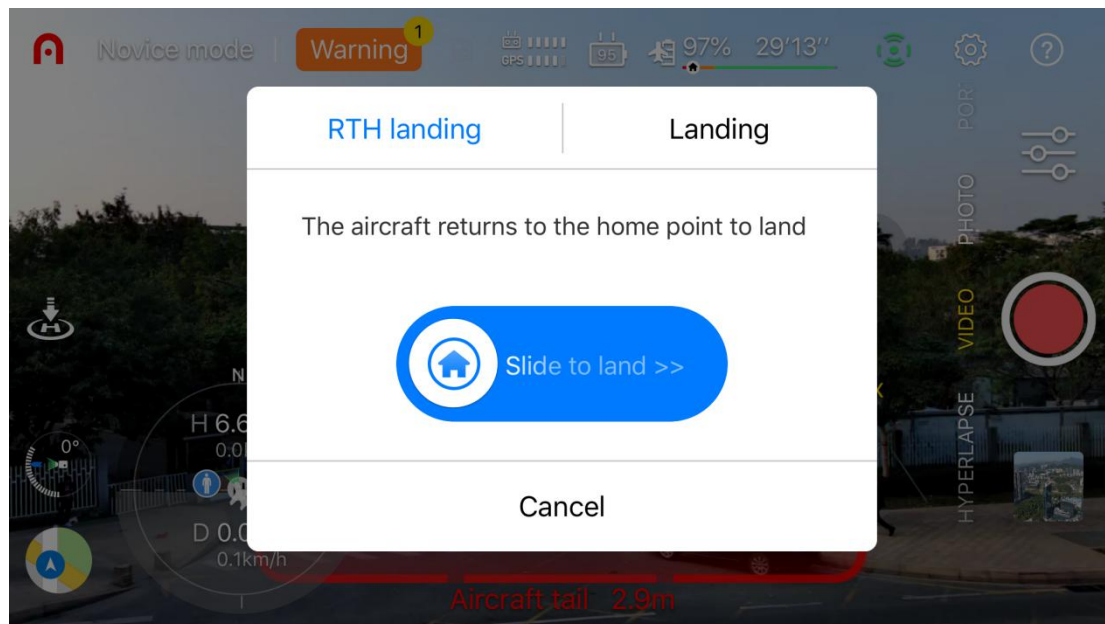 Novice mode
Warning
1
GPS
95
97%
29'13''
?
RTH landing
Landing
The aircraft returns to the home point to land
Slide to land >>
Cancel
PHOTO
VIDEO
HYPERLAPSE
N
H 6.6
0°
D 0.0
0.1km/h
Aircraft tail 2.9m